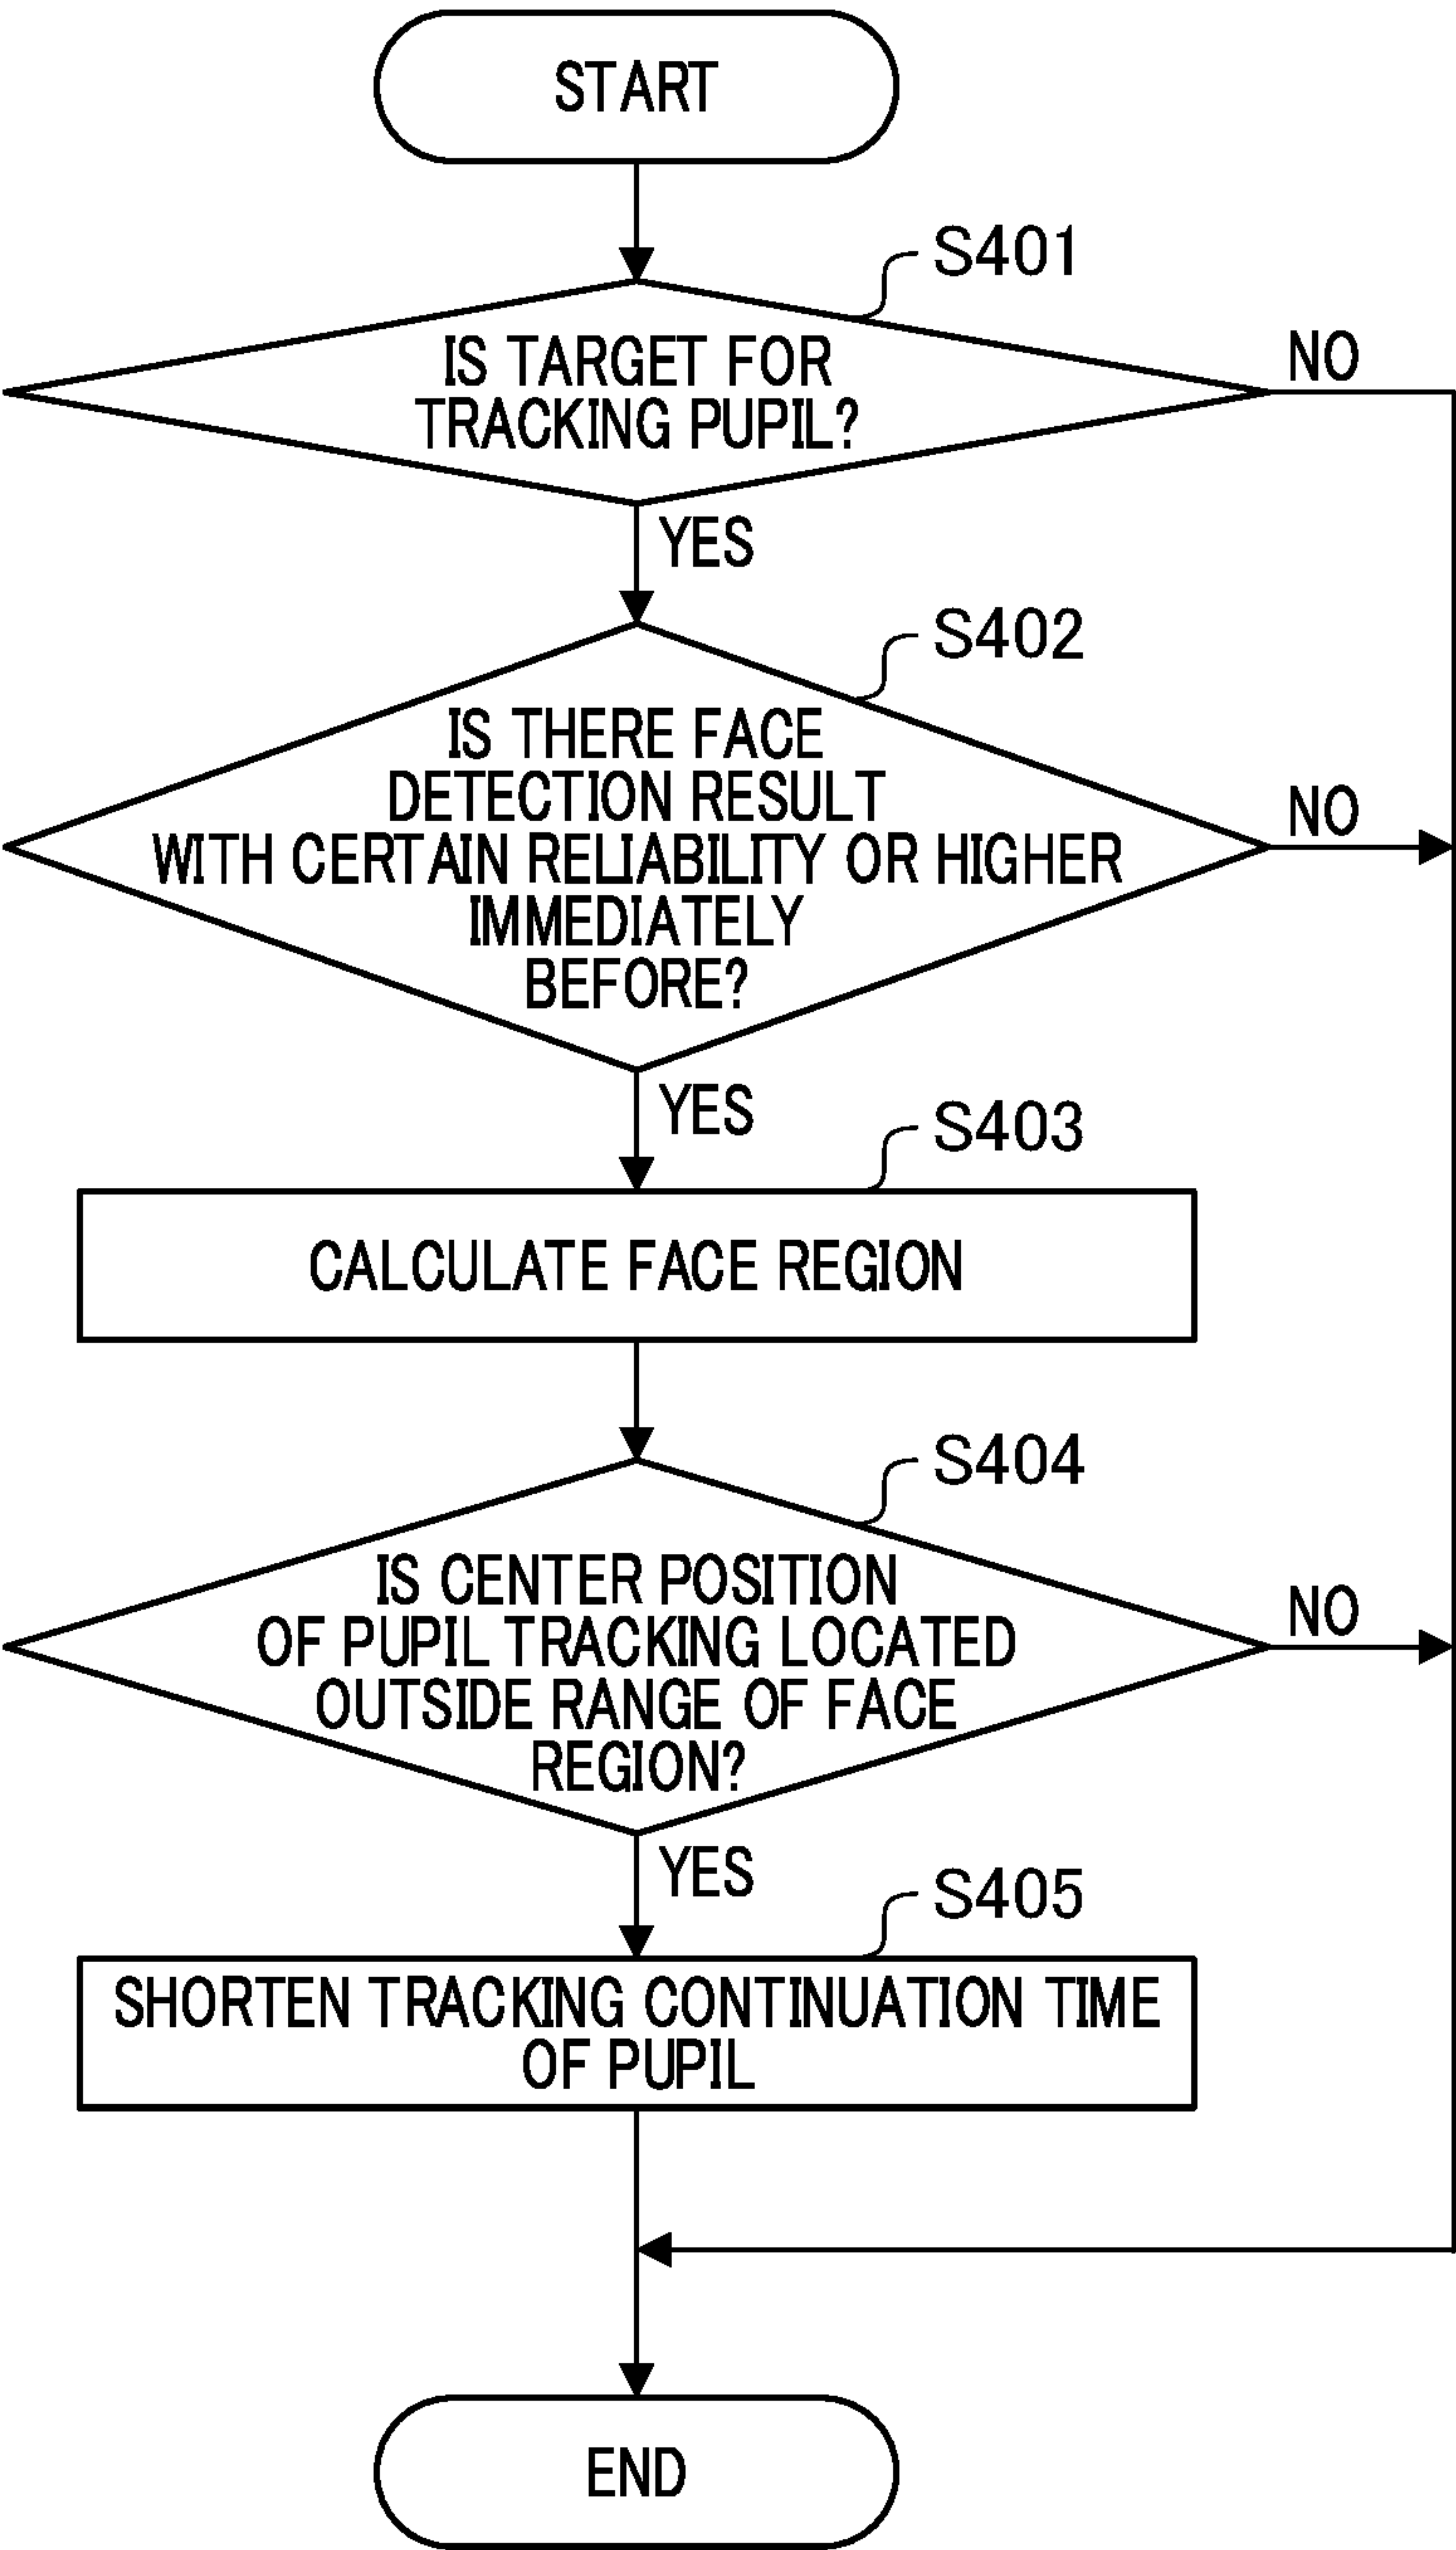 START
S401
IS TARGET FOR
TRACKING PUPIL?
NO
YES
S402
IS THERE FACE
DETECTION RESULT
WITH CERTAIN RELIABILITY OR HIGHER
IMMEDIATELY
BEFORE?
NO
YES
S403
CALCULATE FACE REGION
S404
IS CENTER POSITION
OF PUPIL TRACKING LOCATED
OUTSIDE RANGE OF FACE
REGION?
NO
YES
S405
SHORTEN TRACKING CONTINUATION TIME
OF PUPIL
END